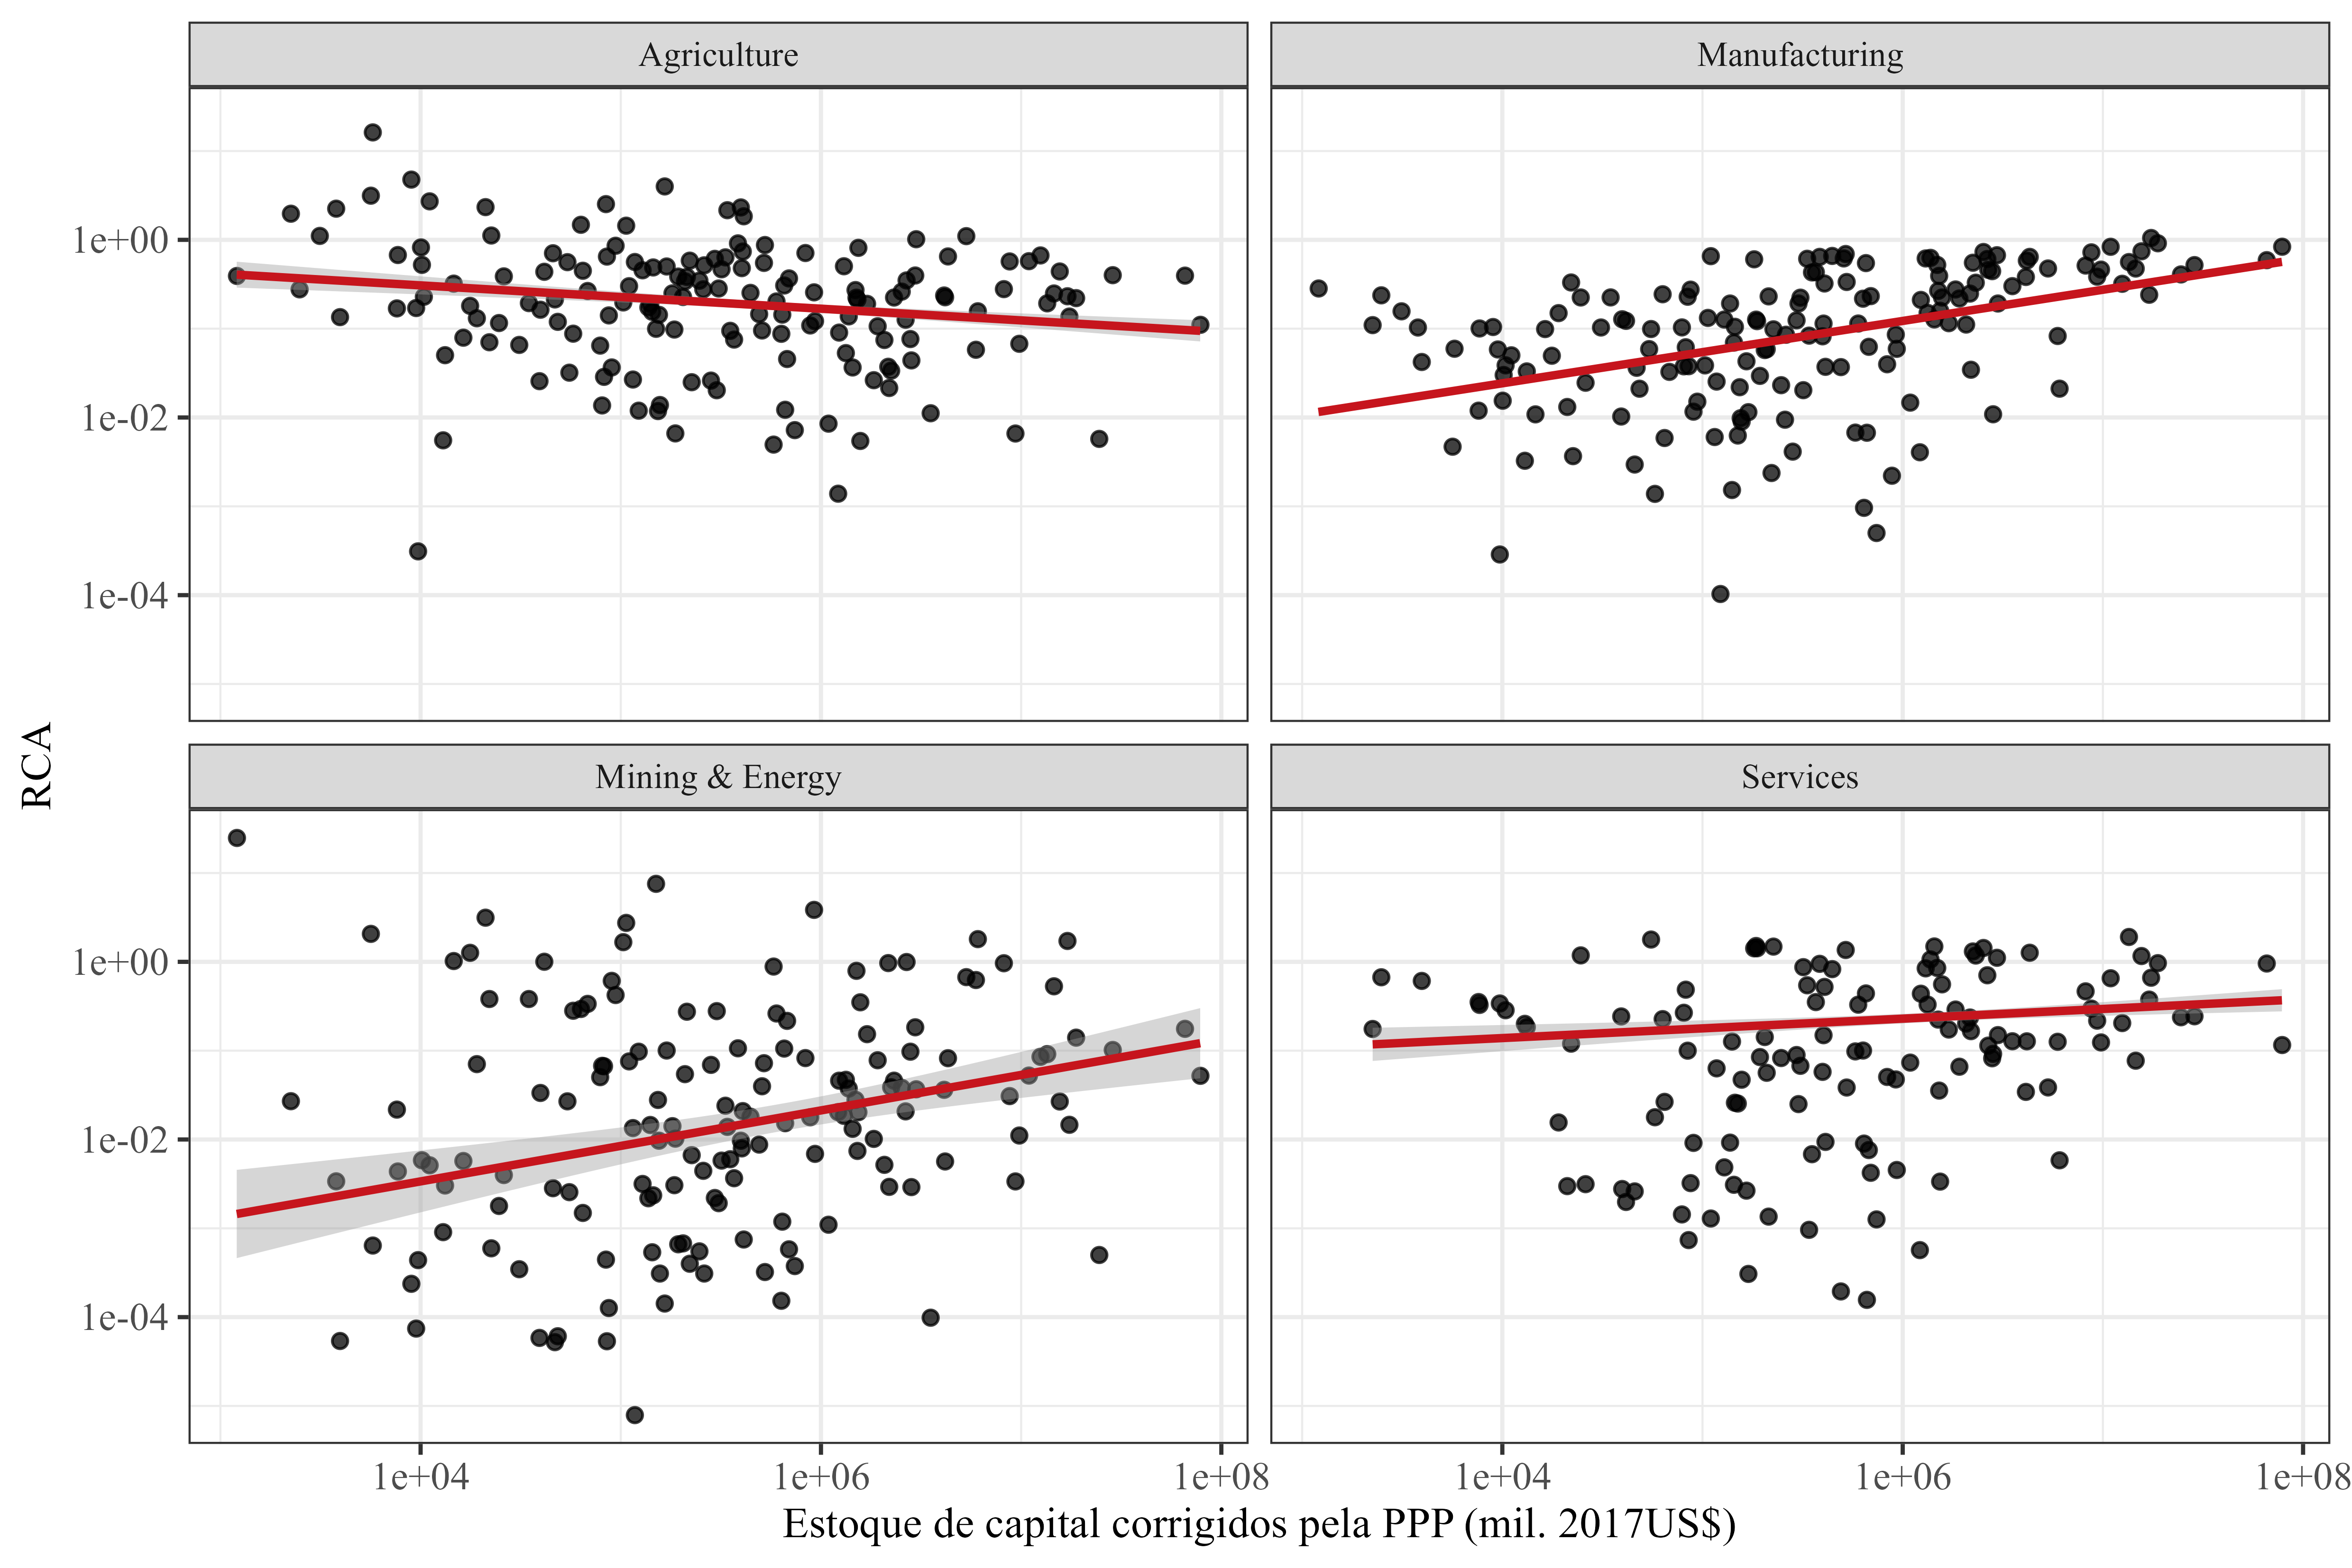 Agriculture
Manufacturing
1e+00
1e-02
1e-04
RCA
Mining & Energy
Services
1e+00
1e-02
1e-04
1e+04
1e+06
1e+08
1e+04
1e+06
1e+08
Estoque de capital corrigidos pela PPP (mil. 2017US$)